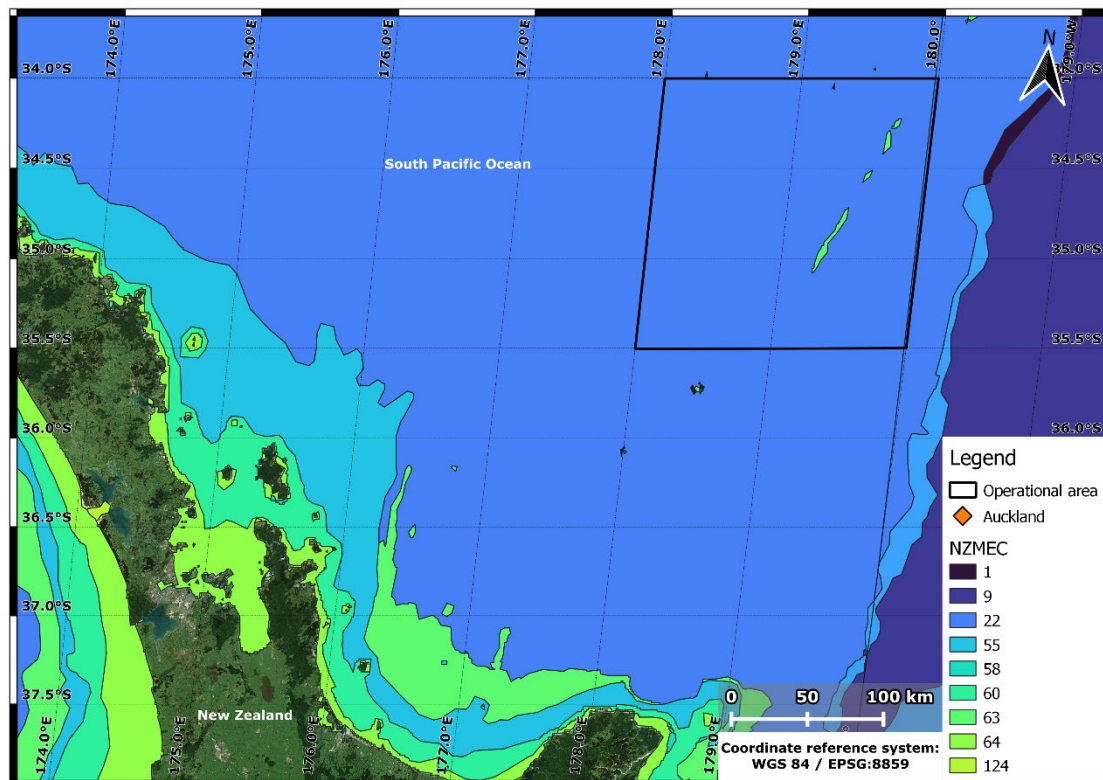 174.0°E
175.0°E
176.0°E
177.0°E
178.0°E
179.0°E
180.0°
179.0°W
N
34.0°S
34.0°S
South Pacific Ocean
34.5°S
34.5°S
35.0°S
35.0°S
35.5°S
35.5°S
36.0°S
36.0°S
36.5°S
37.0°S
37.5°S
Legend
Operational area
Auckland
NZMEC
1
9
22
55
58
60
63
64
124
New Zealand
0 50 100 km
174.0°E
175.0°E
176.0°E
177.0°E
178.0°E
179.0°E
Coordinate reference system:
WGS 84 / EPSG:8859